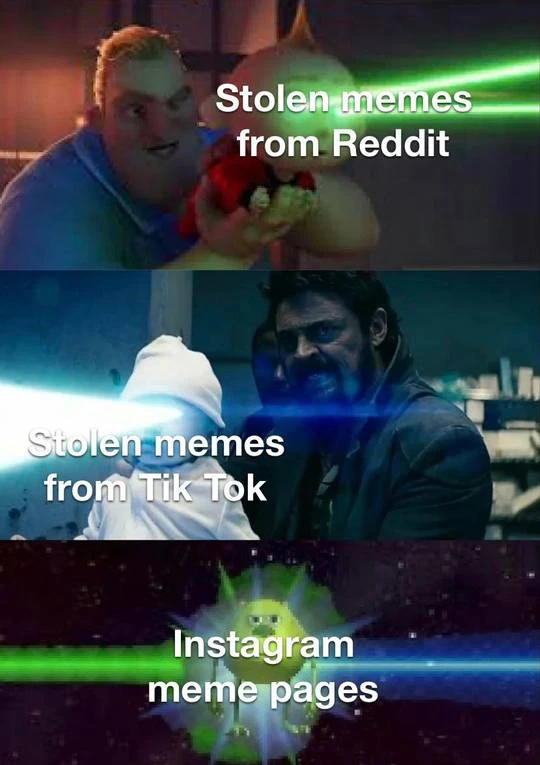 Stolen memes
from Reddit
Stolen memes
from Tik Tok
Instagram
meme pages